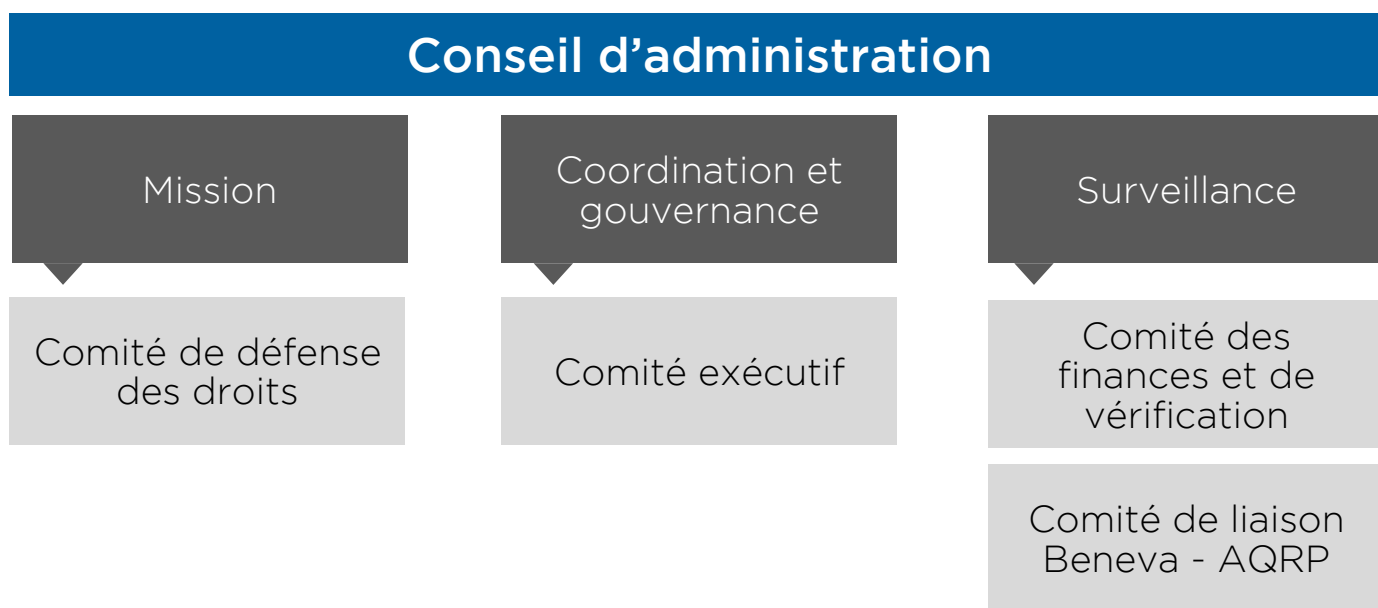 Conseil d’administration
Mission
Coordination et
gouvernance
Surveillance
Comité de défense
des droits
Comité exécutif
Comité des
finances et de
vérification
Comité de liaison
Beneva - AQRP